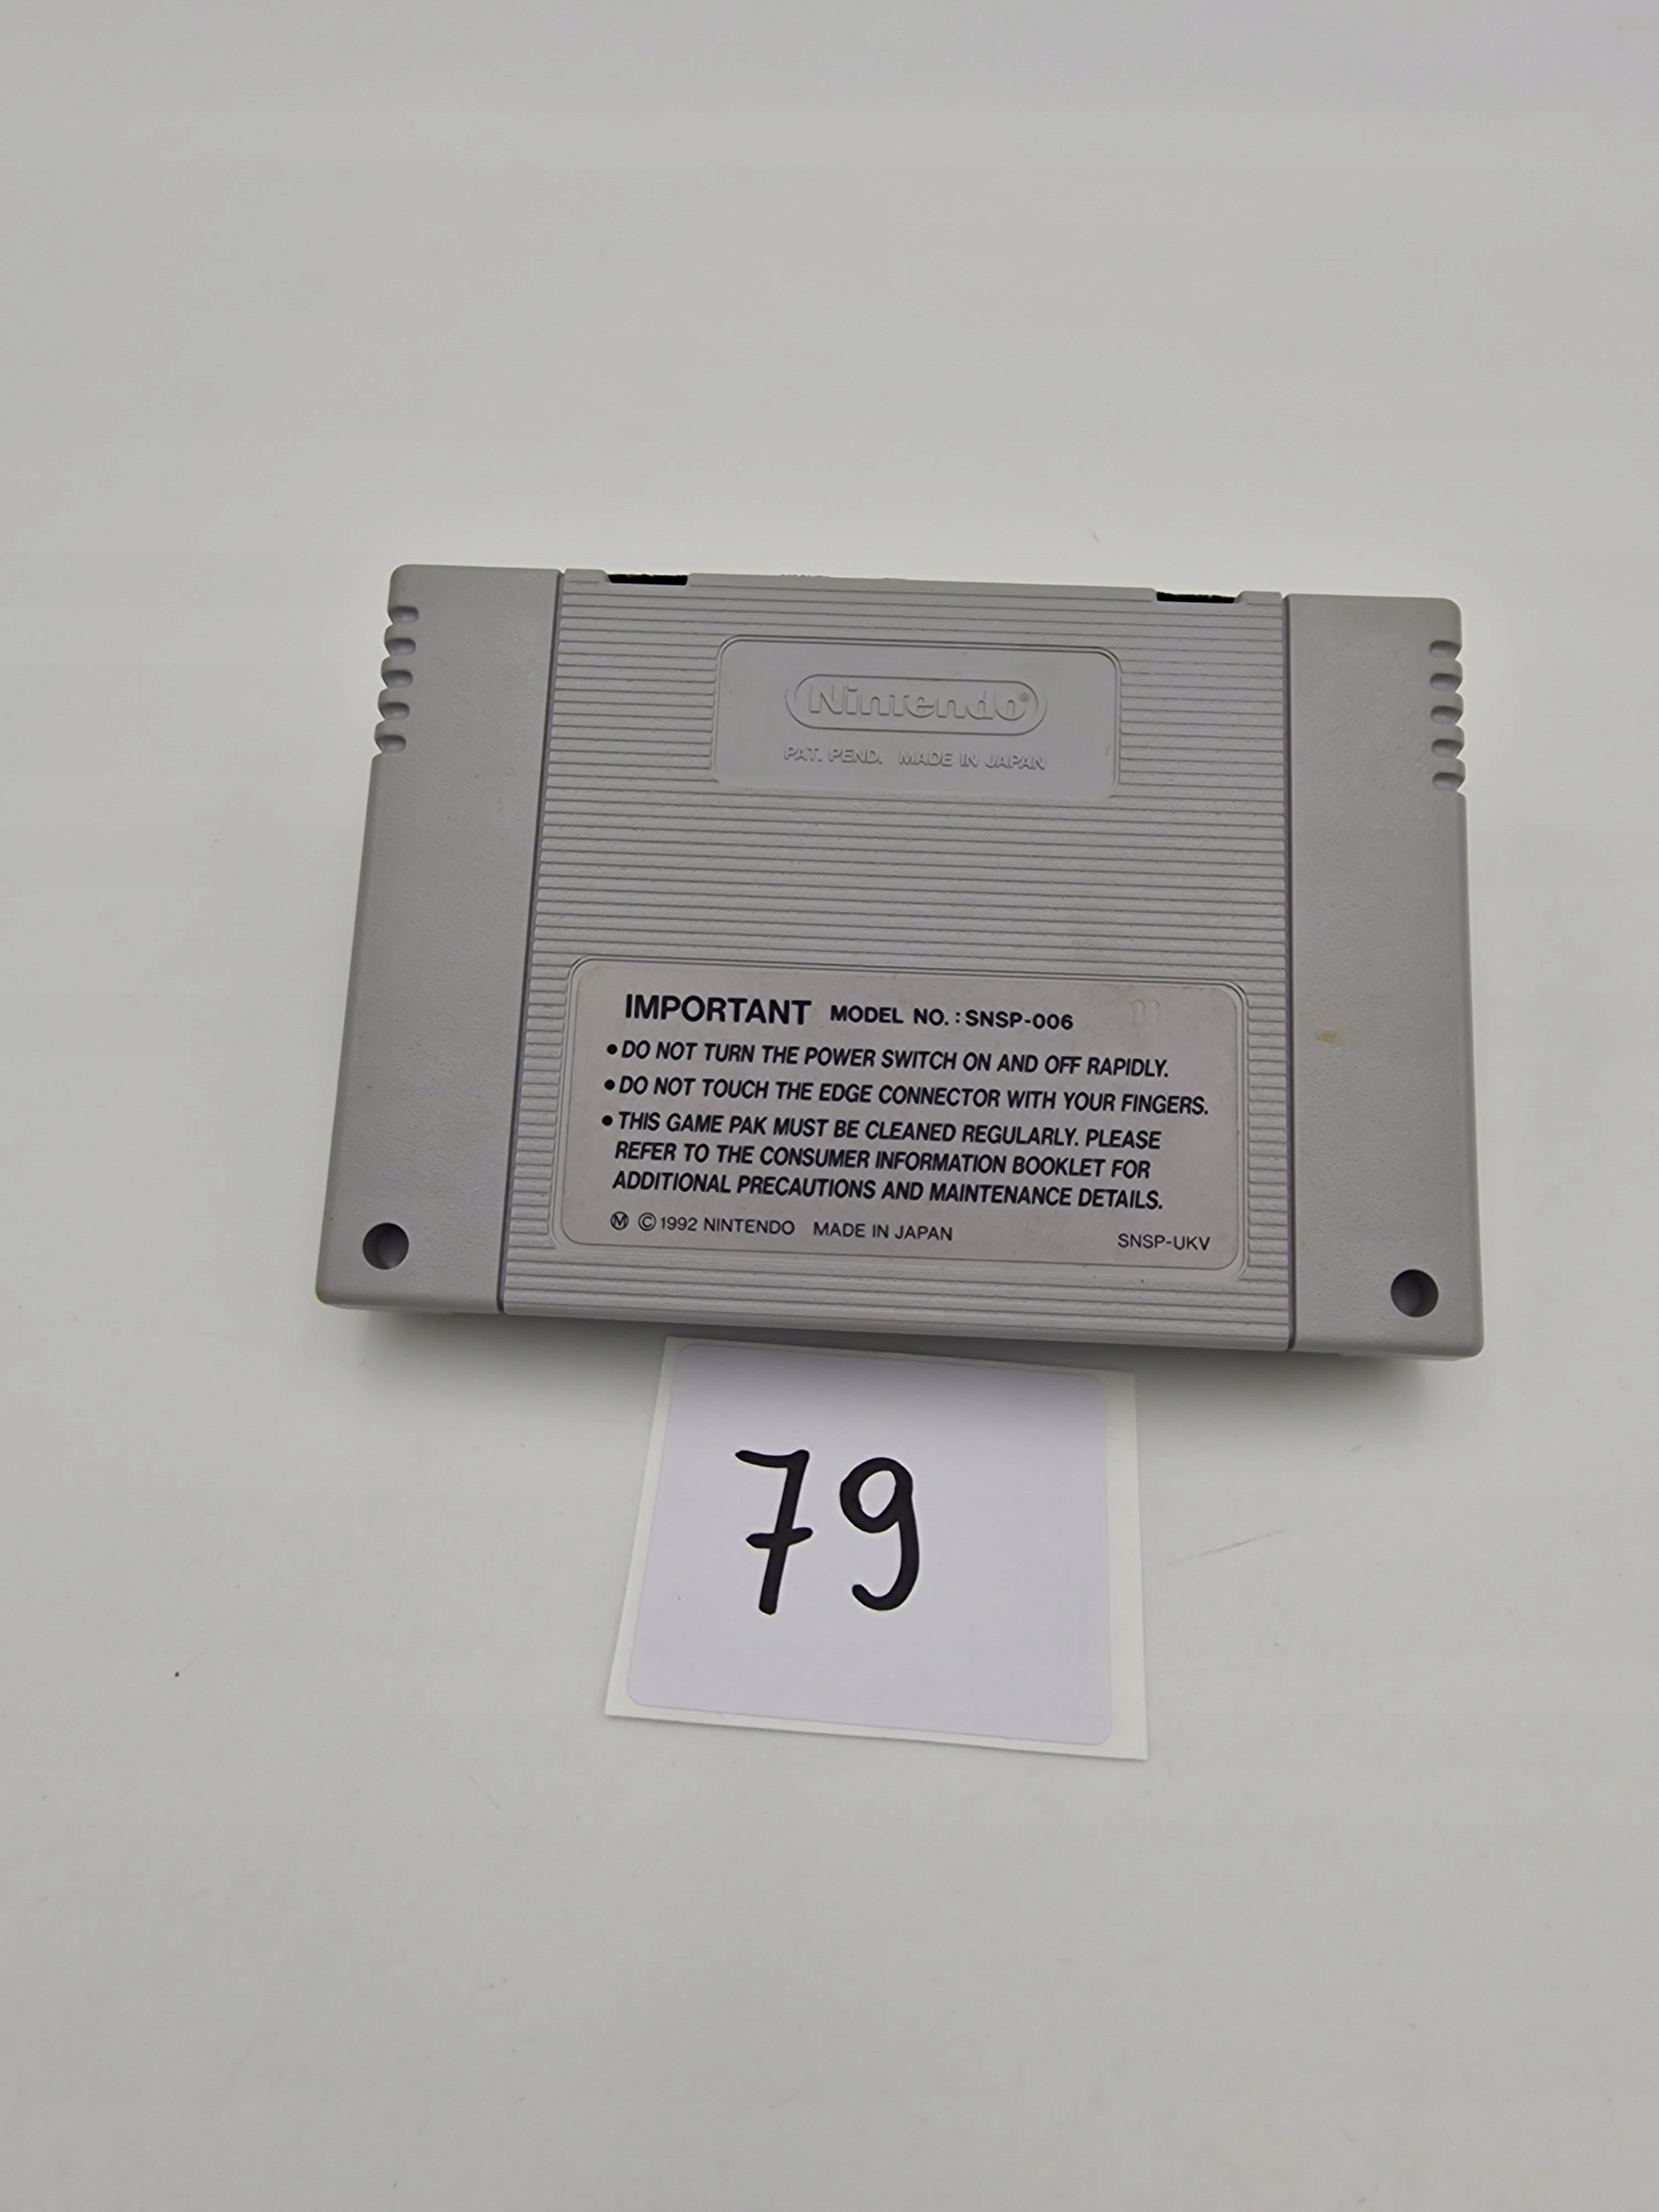 Nintendo®
PAT. PEND. MADE IN JAPAN
IMPORTANT MODEL NO.: SNSP-006
●DO NOT TURN THE POWER SWITCH ON AND OFF RAPIDLY.
●DO NOT TOUCH THE EDGE CONNECTOR WITH YOUR FINGERS.
●THIS GAME PAK MUST BE CLEANED REGULARLY. PLEASE
REFER TO THE CONSUMER INFORMATION BOOKLET FOR
ADDITIONAL PRECAUTIONS AND MAINTENANCE DETAILS.
Ⓜ ©1992 NINTENDO MADE IN JAPAN SNSP-UKV
79